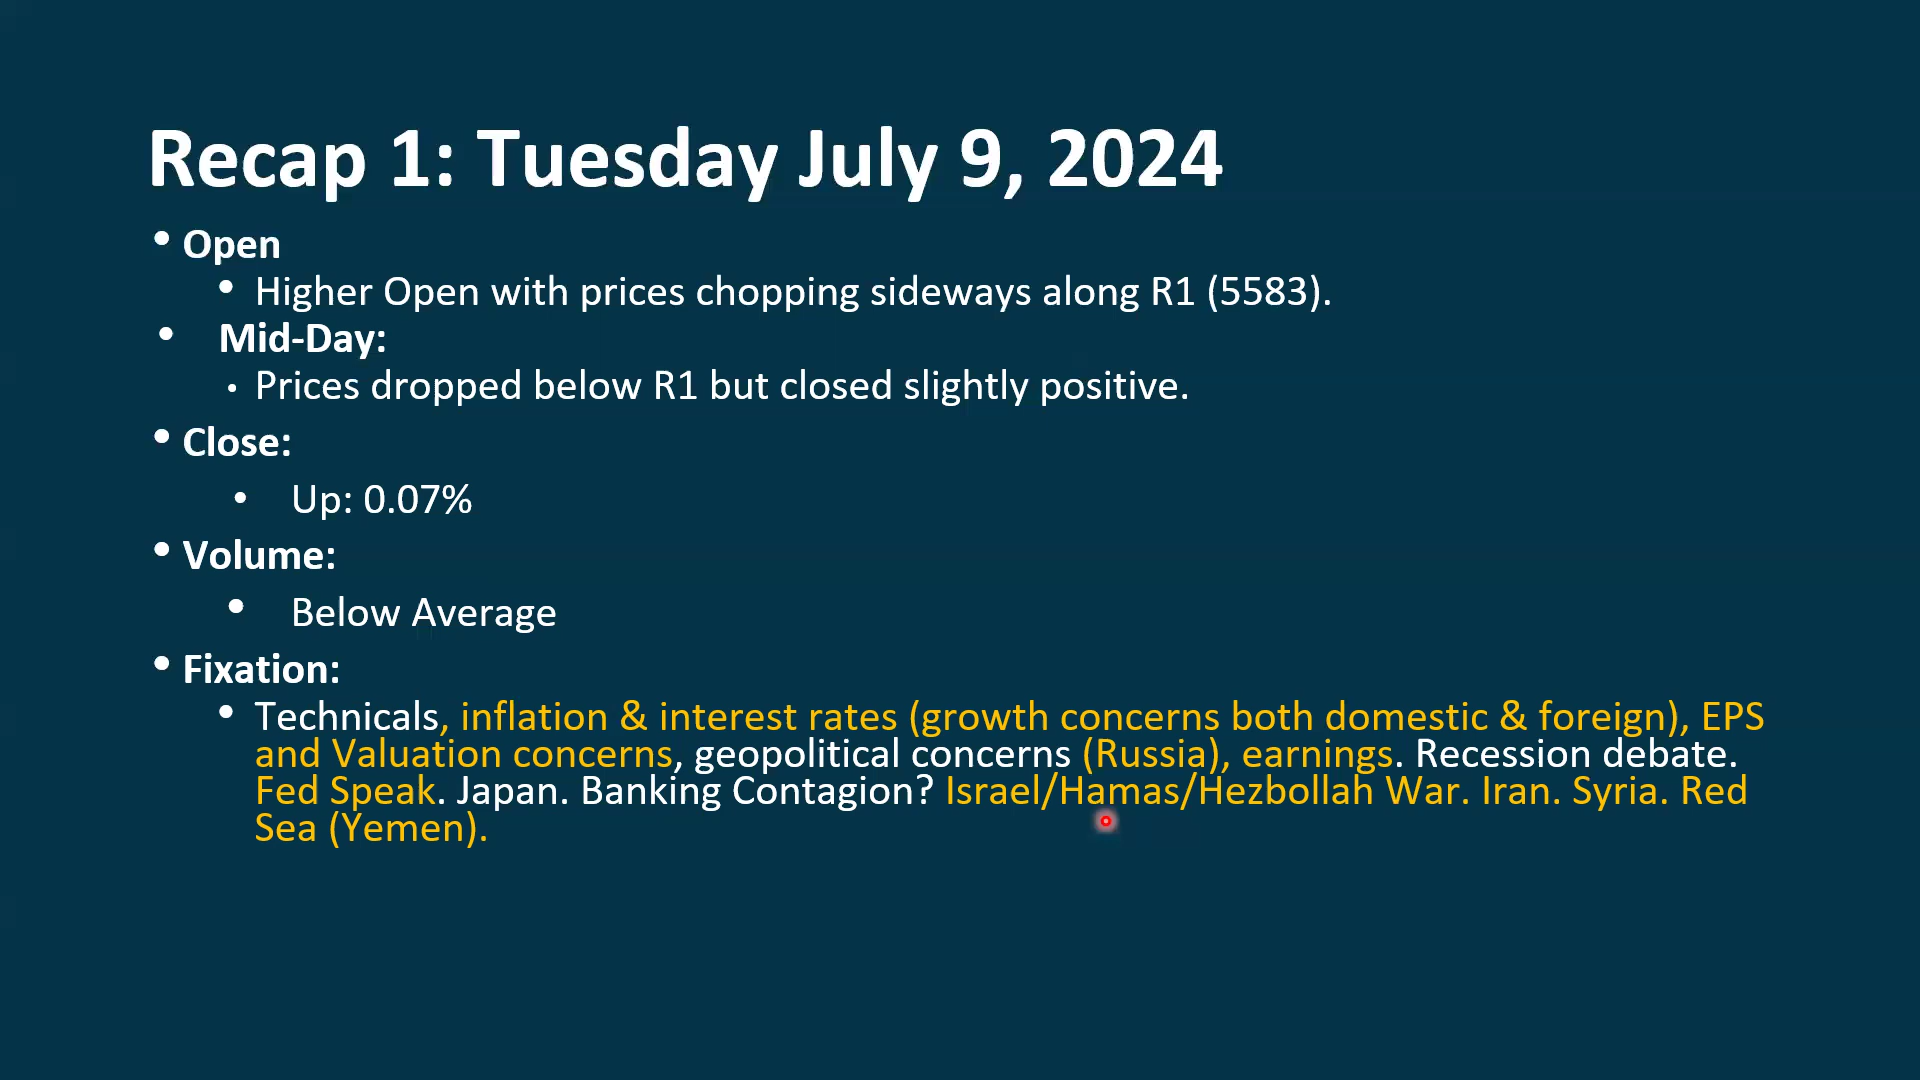 Recap 1: Tuesday July 9, 2024
• Open
• Higher Open with prices chopping sideways along R1 (5583).
• Mid-Day:
• Prices dropped below R1 but closed slightly positive.
• Close:
• Up: 0.07%
• Volume:
• Below Average
• Fixation:
• Technicals, inflation & interest rates (growth concerns both domestic & foreign), EPS
and Valuation concerns, geopolitical concerns (Russia), earnings. Recession debate.
Fed Speak. Japan. Banking Contagion? Israel/Hamas/Hezbollah War. Iran. Syria. Red
Sea (Yemen).